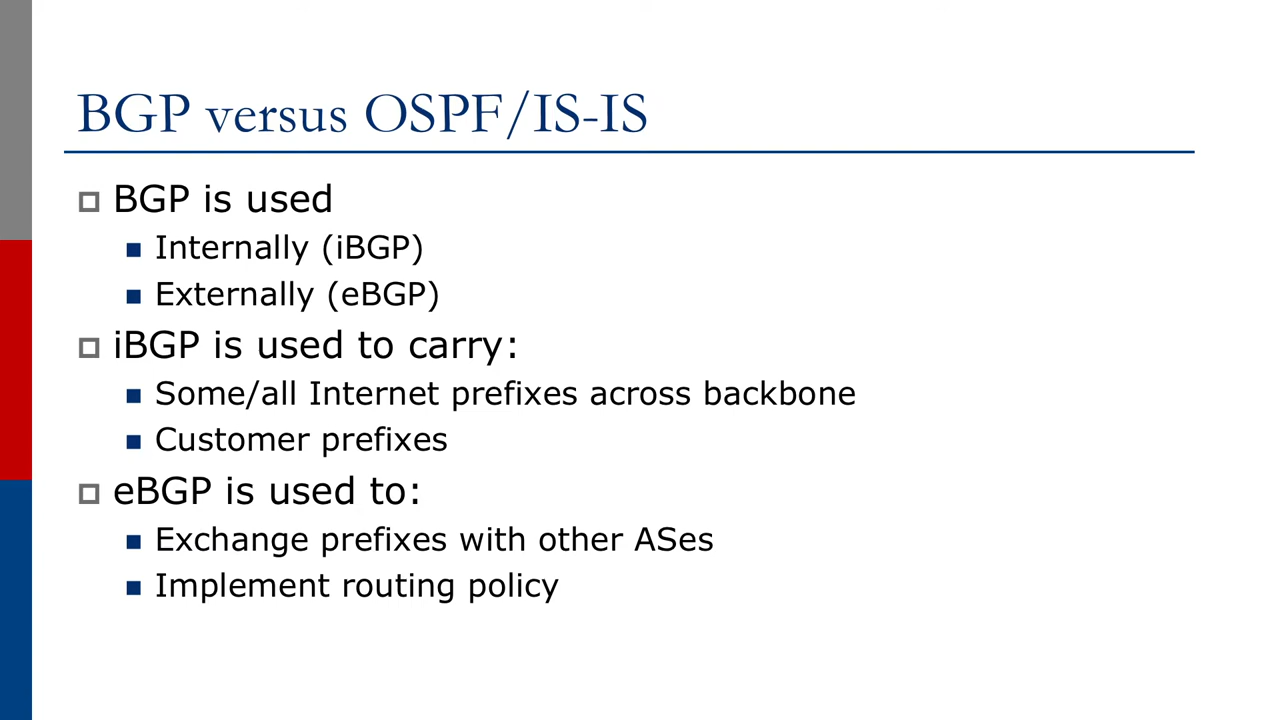 BGP versus OSPF/IS-IS
BGP is used
Internally (iBGP)
Externally (eBGP)
iBGP is used to carry:
Some/all Internet prefixes across backbone
Customer prefixes
eBGP is used to:
Exchange prefixes with other ASes
Implement routing policy